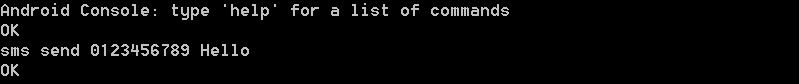 Android Console: type 'help' for a list of commands
OK
sms send 0123456789 Hello
OK